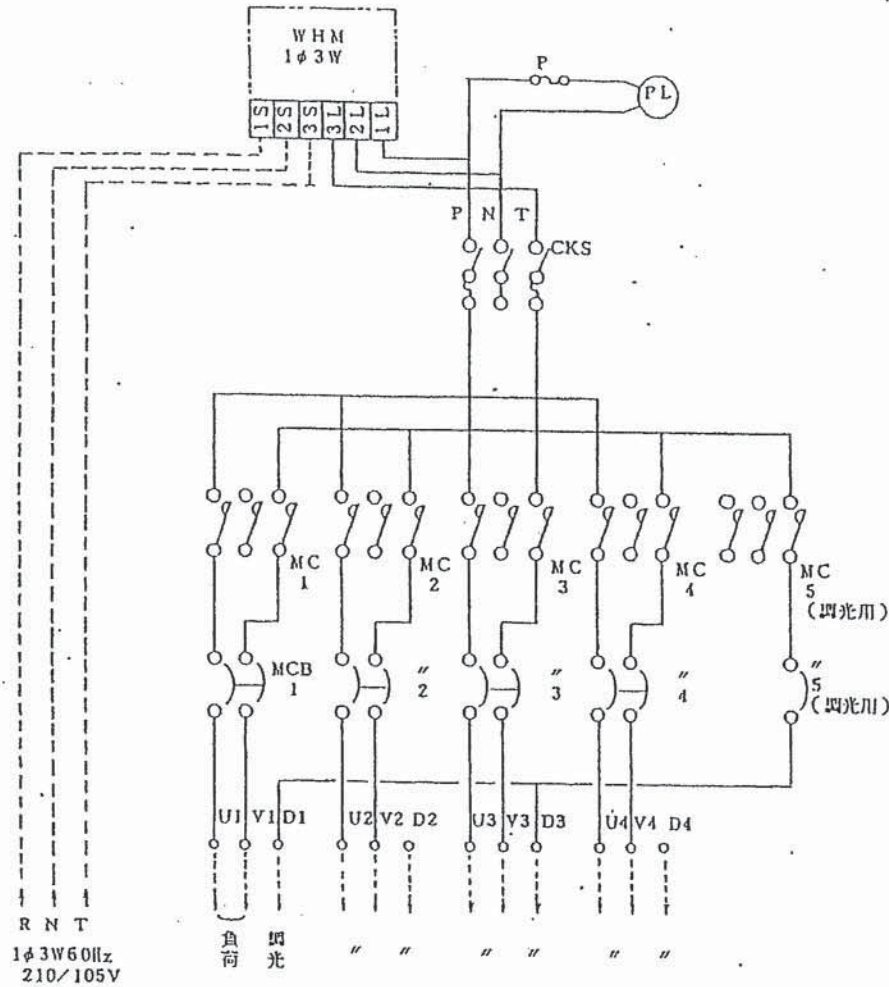 WHM
1φ3W
1S 2S 3S 3L 2L 1L
P
PL
P N T
CKS
MC
1
MC
2
MC
3
MC
4
MC
5
(調光用)
MCB
1
〃
2
〃
3
〃
4
〃
5
(調光用)
U1 V1 D1 U2 V2 D2 U3 V3 D3 U4 V4 D4
R N T
1φ3W60Hz
210/105V
負荷
調光
〃 〃 〃 〃 〃 〃